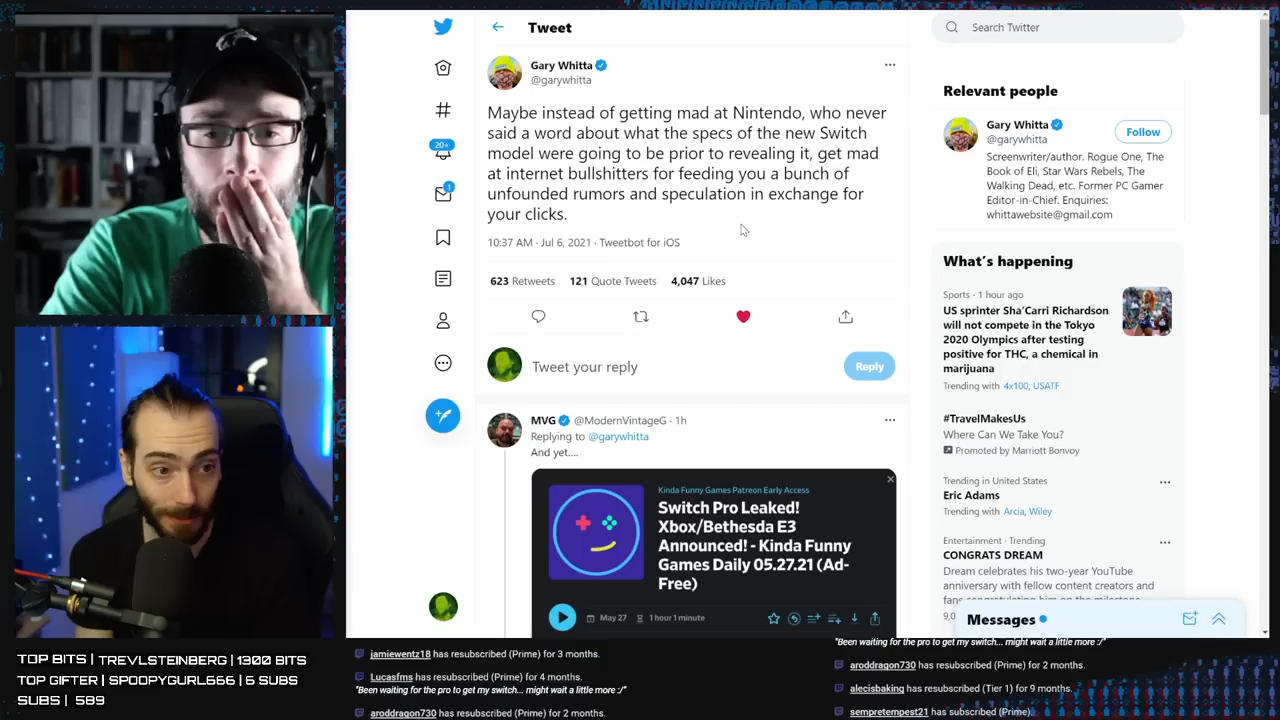 Tweet
Gary Whitta
@garywhitta
Maybe instead of getting mad at Nintendo, who never
said a word about what the specs of the new Switch
model were going to be prior to revealing it, get mad
at internet bullshitters for feeding you a bunch of
unfounded rumors and speculation in exchange for
your clicks.
10:37 AM · Jul 6, 2021 · Tweetbot for iOS
623 Retweets 121 Quote Tweets 4,047 Likes
20+
1
Tweet your reply
Reply
MVG @ModernVintageG · 1h
Replying to @garywhitta
And yet....
Kinda Funny Games Patreon Early Access
Switch Pro Leaked!
Xbox/Bethesda E3
Announced! - Kinda Funny
Games Daily 05.27.21 (Ad-
Free)
May 27 1 hour 1 minute
Search Twitter
Relevant people
Gary Whitta
@garywhitta
Follow
Screenwriter/author. Rogue One, The
Book of Eli, Star Wars Rebels, The
Walking Dead, etc. Former PC Gamer
Editor-in-Chief. Enquiries:
whittawebsite@gmail.com
What's happening
Sports · 1 hour ago
US sprinter Sha'Carri Richardson
will not compete in the Tokyo
2020 Olympics after testing
positive for THC, a chemical in
marijuana
Trending with 4x100, USATF
#TravelMakesUs
Where Can We Take You?
Promoted by Marriott Bonvoy
Trending in United States
Eric Adams
Trending with Arcia, Wiley
Entertainment · Trending
CONGRATS DREAM
Dream celebrates his two-year YouTube
anniversary with fellow content creators and
fans congratulating him on the milestone
Messages
TOP BITS | TREVLSTEINBERG | 1300 BITS
TOP GIFTER | SPOOPYGURL666 | 6 SUBS
SUBS | 589
jamiewentz18 has resubscribed (Prime) for 3 months.
Lucasfms has resubscribed (Prime) for 4 months.
"Been waiting for the pro to get my switch... might wait a little more :/"
aroddragon730 has resubscribed (Prime) for 2 months.
"Been waiting for the pro to get my switch... might wait a little more :/"
aroddragon730 has resubscribed (Prime) for 2 months.
alecisbaking has resubscribed (Tier 1) for 9 months.
sempretempest21 has subscribed (Prime).